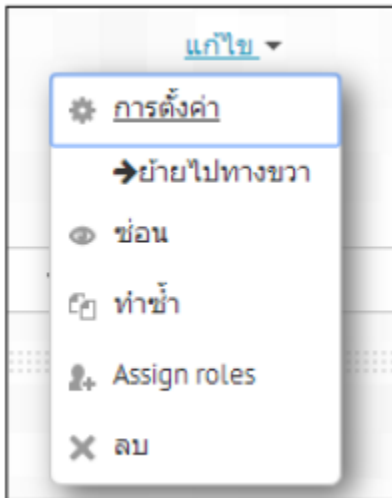 แก้ไข
การตั้งค่า
ย้ายไปทางขวา
ซ่อน
ทำซ้ำ
Assign roles
ลบ